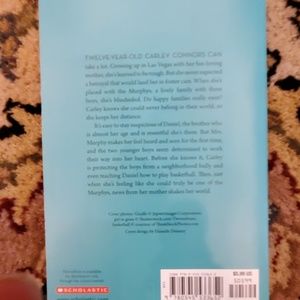 TWELVE-YEAR-OLD CARLEY CONNORS CAN
take a lot. Growing up in Las Vegas with her fun-loving
mother, she's learned to be tough. But she never expected
a betrayal that would land her in foster care. When
she's placed with the Murphys, a lively family with three
boys, she's blindsided. Do happy families really exist?
Carley knows she could never belong in their world, so
she keeps her distance.
It's easy to stay suspicious of Daniel, the brother who
is almost her age and is resentful she's there. But Mrs.
Murphy makes her feel heard and seen for the first time,
and the two younger boys seem determined to work
their way into her heart. Before she knows it, Carley
is protecting the boys from a neighborhood bully and
even teaching Daniel how to play basketball. Then, just
when she's feeling like she could truly be one of the
Murphys, news from her mother shakes her world.
SCHOLASTIC